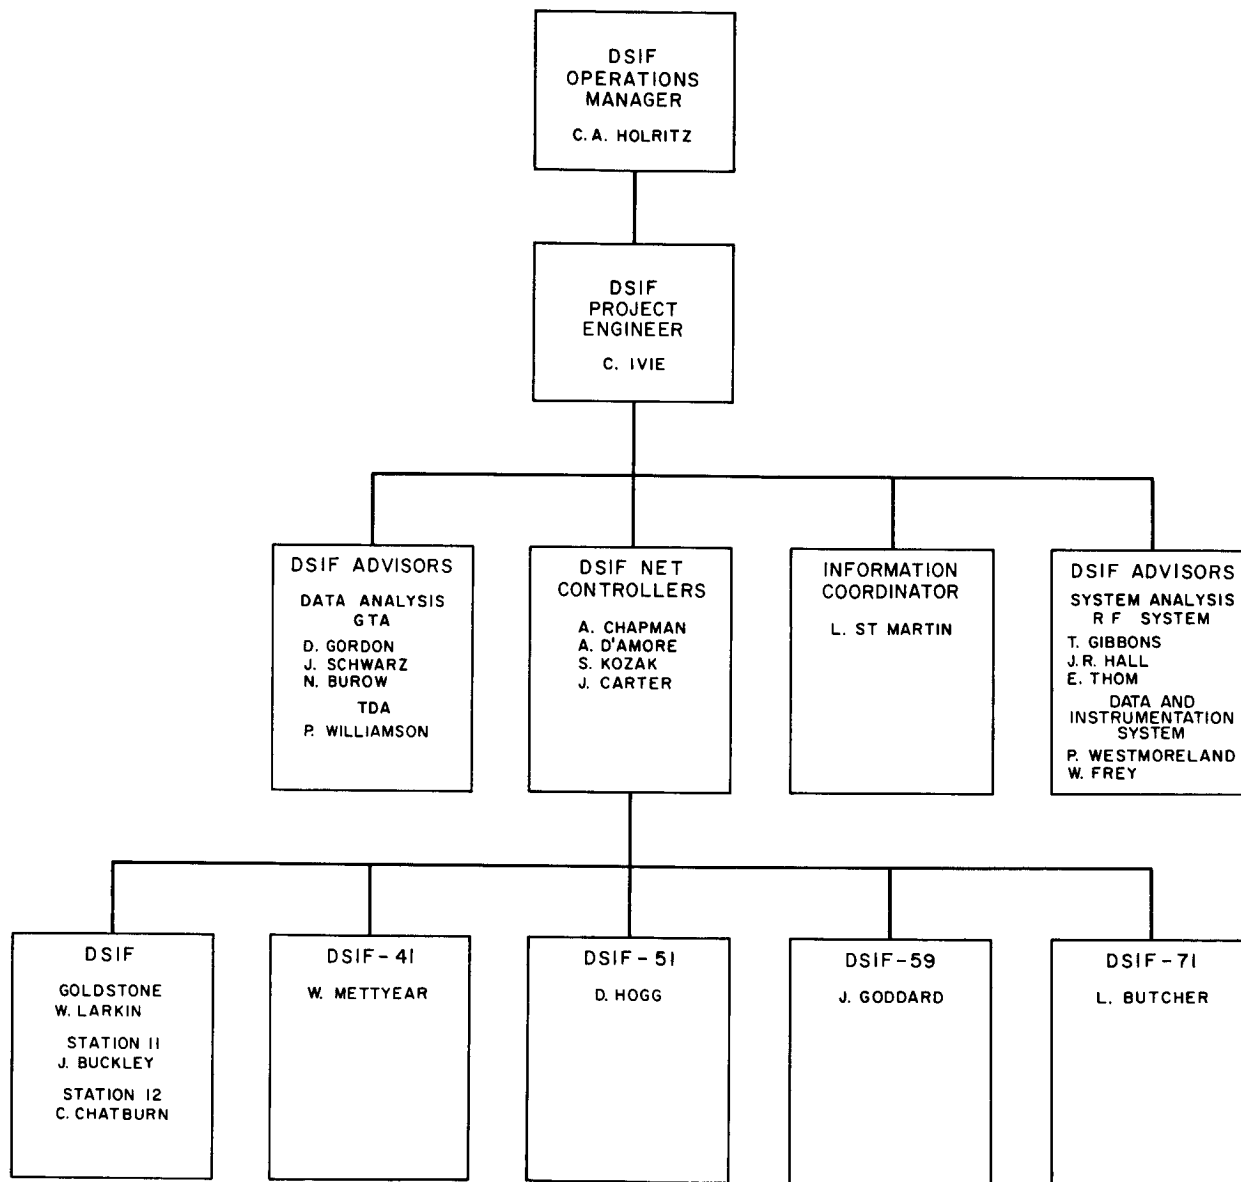 DSIF
OPERATIONS
MANAGER
C. A. HOLRITZ
DSIF
PROJECT
ENGINEER
C. IVIE
DSIF ADVISORS
DATA ANALYSIS
GTA
D. GORDON
J. SCHWARZ
N. BUROW
TDA
P. WILLIAMSON
DSIF NET
CONTROLLERS
A. CHAPMAN
A. D'AMORE
S. KOZAK
J. CARTER
INFORMATION
COORDINATOR
L. ST MARTIN
DSIF ADVISORS
SYSTEM ANALYSIS
R F SYSTEM
T. GIBBONS
J. R. HALL
E. THOM
DATA AND
INSTRUMENTATION
SYSTEM
P. WESTMORELAND
W. FREY
DSIF
GOLDSTONE
W. LARKIN
STATION 11
J. BUCKLEY
STATION 12
C. CHATBURN
DSIF-41
W. METTYEAR
DSIF-51
D. HOGG
DSIF-59
J. GODDARD
DSIF-71
L. BUTCHER